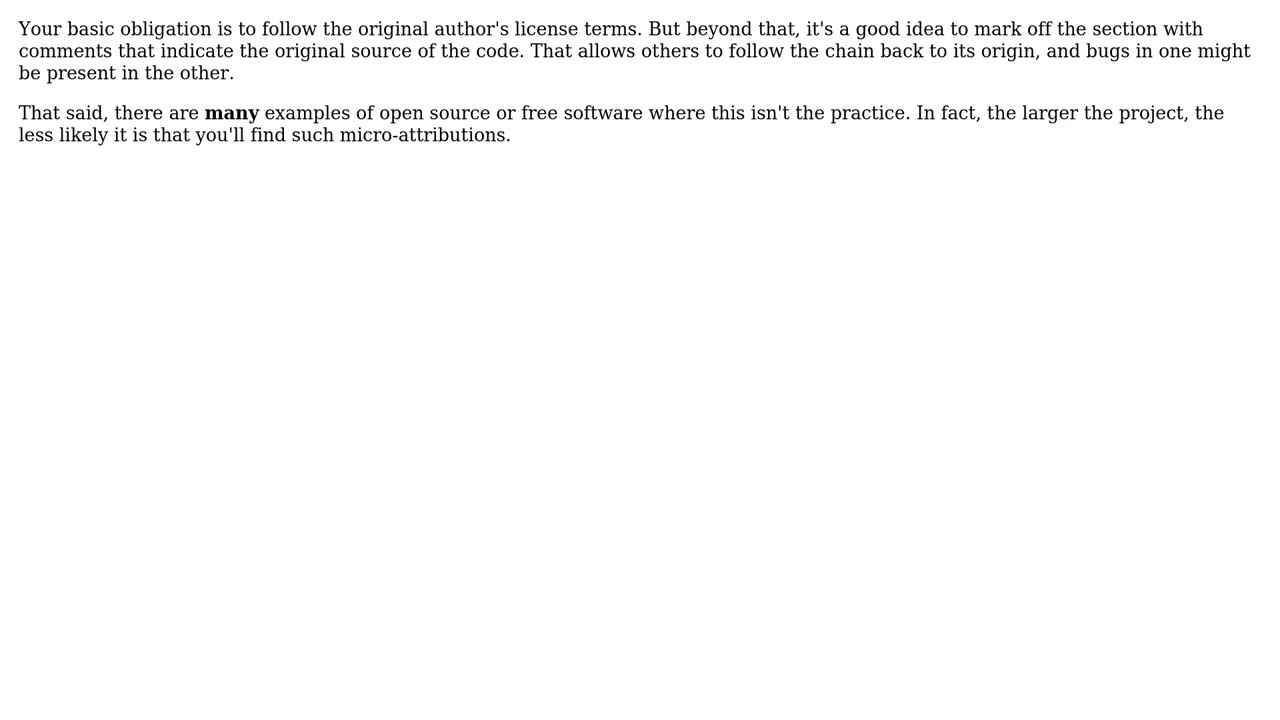 Your basic obligation is to follow the original author's license terms. But beyond that, it's a good idea to mark off the section with
comments that indicate the original source of the code. That allows others to follow the chain back to its origin, and bugs in one might
be present in the other.
That said, there are many examples of open source or free software where this isn't the practice. In fact, the larger the project, the
less likely it is that you'll find such micro-attributions.